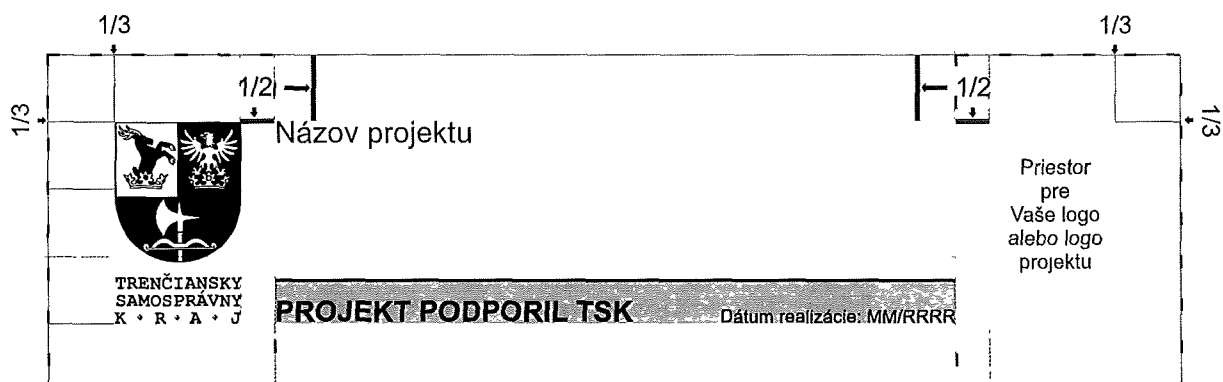 1/3
1/3
1/2
1/2
1/3
1/3
Názov projektu
Priestor
pre
Vaše logo
alebo logo
projektu
TRENČIANSKY
SAMOSPRÁVNY
K • R • A • J
PROJEKT PODPORIL TSK
Dátum realizácie: MM/RRRR